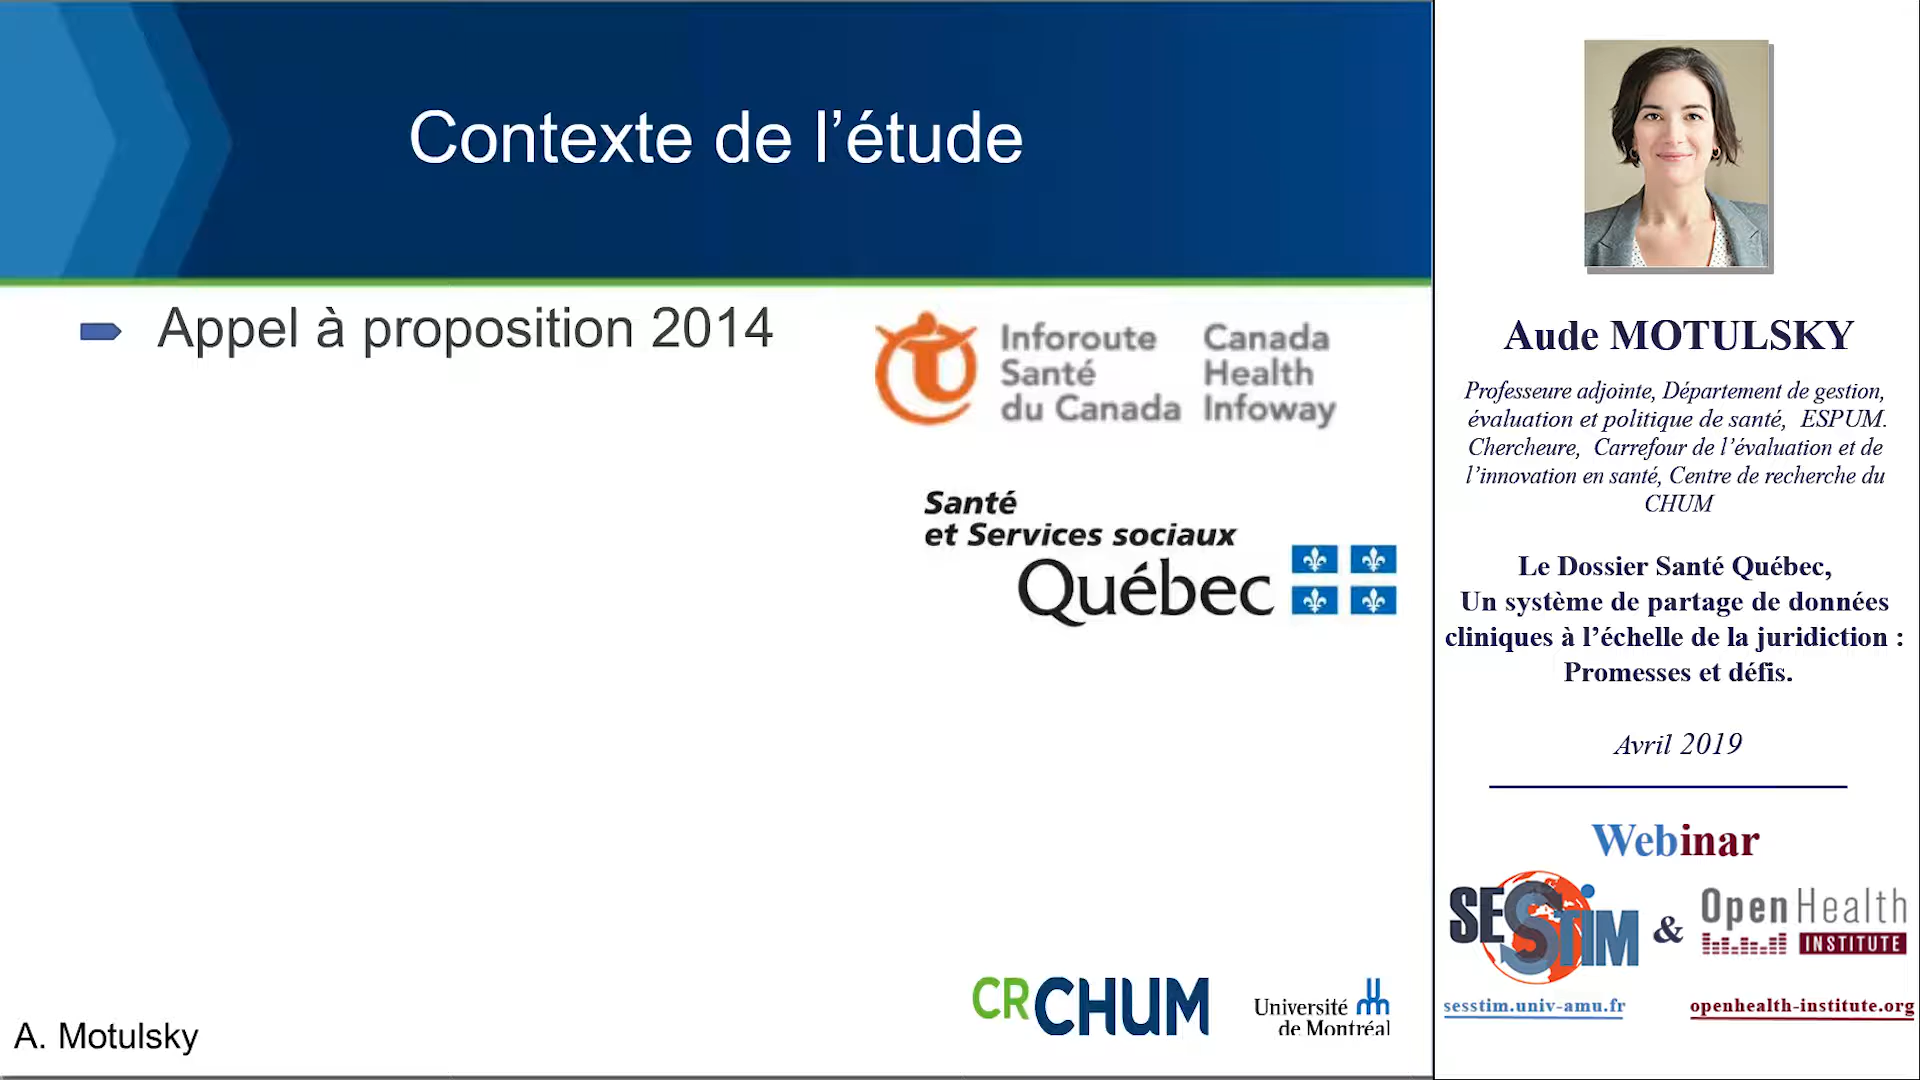 Contexte de l’étude
Appel à proposition 2014
Inforoute Santé du Canada
Canada Health Infoway
Santé
et Services sociaux
Québec
CRCHUM
Université
de Montréal
A. Motulsky
Aude MOTULSKY
Professeure adjointe, Département de gestion,
évaluation et politique de santé, ESPUM.
Chercheure, Carrefour de l’évaluation et de
l’innovation en santé, Centre de recherche du
CHUM
Le Dossier Santé Québec,
Un système de partage de données
cliniques à l’échelle de la juridiction :
Promesses et défis.
Avril 2019
Webinar
SESSTIM & OpenHealth
INSTITUTE
sesstim.univ-amu.fr
openhealth-institute.org